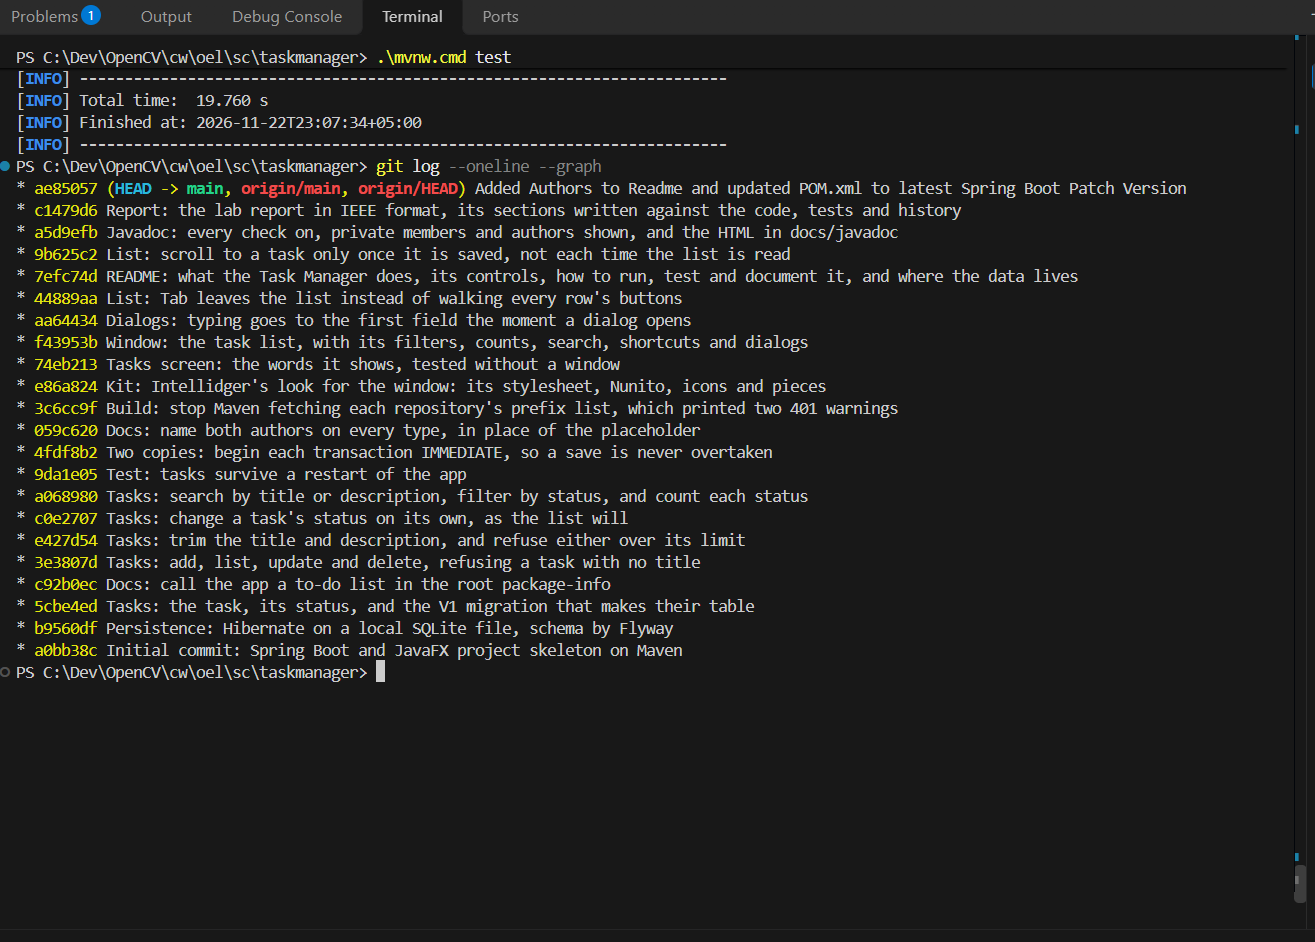 Problems 1 Output Debug Console Terminal Ports
PS C:\Dev\OpenCV\cw\oel\sc\taskmanager> .\mvnw.cmd test
[INFO] ------------------------------------------------------------------------
[INFO] Total time:  19.760 s
[INFO] Finished at: 2026-11-22T23:07:34+05:00
[INFO] ------------------------------------------------------------------------
PS C:\Dev\OpenCV\cw\oel\sc\taskmanager> git log --oneline --graph
* ae85057 (HEAD -> main, origin/main, origin/HEAD) Added Authors to Readme and updated POM.xml to latest Spring Boot Patch Version
* c1479d6 Report: the lab report in IEEE format, its sections written against the code, tests and history
* a5d9efb Javadoc: every check on, private members and authors shown, and the HTML in docs/javadoc
* 9b625c2 List: scroll to a task only once it is saved, not each time the list is read
* 7efc74d README: what the Task Manager does, its controls, how to run, test and document it, and where the data lives
* 44889aa List: Tab leaves the list instead of walking every row's buttons
* aa64434 Dialogs: typing goes to the first field the moment a dialog opens
* f43953b Window: the task list, with its filters, counts, search, shortcuts and dialogs
* 74eb213 Tasks screen: the words it shows, tested without a window
* e86a824 Kit: Intellidger's look for the window: its stylesheet, Nunito, icons and pieces
* 3c6cc9f Build: stop Maven fetching each repository's prefix list, which printed two 401 warnings
* 059c620 Docs: name both authors on every type, in place of the placeholder
* 4fdf8b2 Two copies: begin each transaction IMMEDIATE, so a save is never overtaken
* 9da1e05 Test: tasks survive a restart of the app
* a068980 Tasks: search by title or description, filter by status, and count each status
* c0e2707 Tasks: change a task's status on its own, as the list will
* e427d54 Tasks: trim the title and description, and refuse either over its limit
* 3e3807d Tasks: add, list, update and delete, refusing a task with no title
* c92b0ec Docs: call the app a to-do list in the root package-info
* 5cbe4ed Tasks: the task, its status, and the V1 migration that makes their table
* b9560df Persistence: Hibernate on a local SQLite file, schema by Flyway
* a0bb38c Initial commit: Spring Boot and JavaFX project skeleton on Maven
PS C:\Dev\OpenCV\cw\oel\sc\taskmanager>